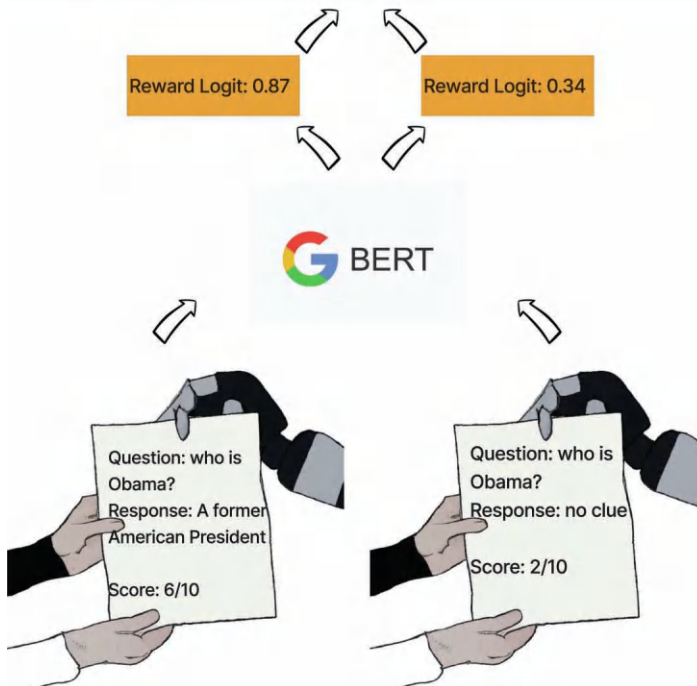 Reward Logit: 0.87
Reward Logit: 0.34
BERT
Question: who is
Obama?
Response: A former
American President
Score: 6/10
Question: who is
Obama?
Response: no clue
Score: 2/10